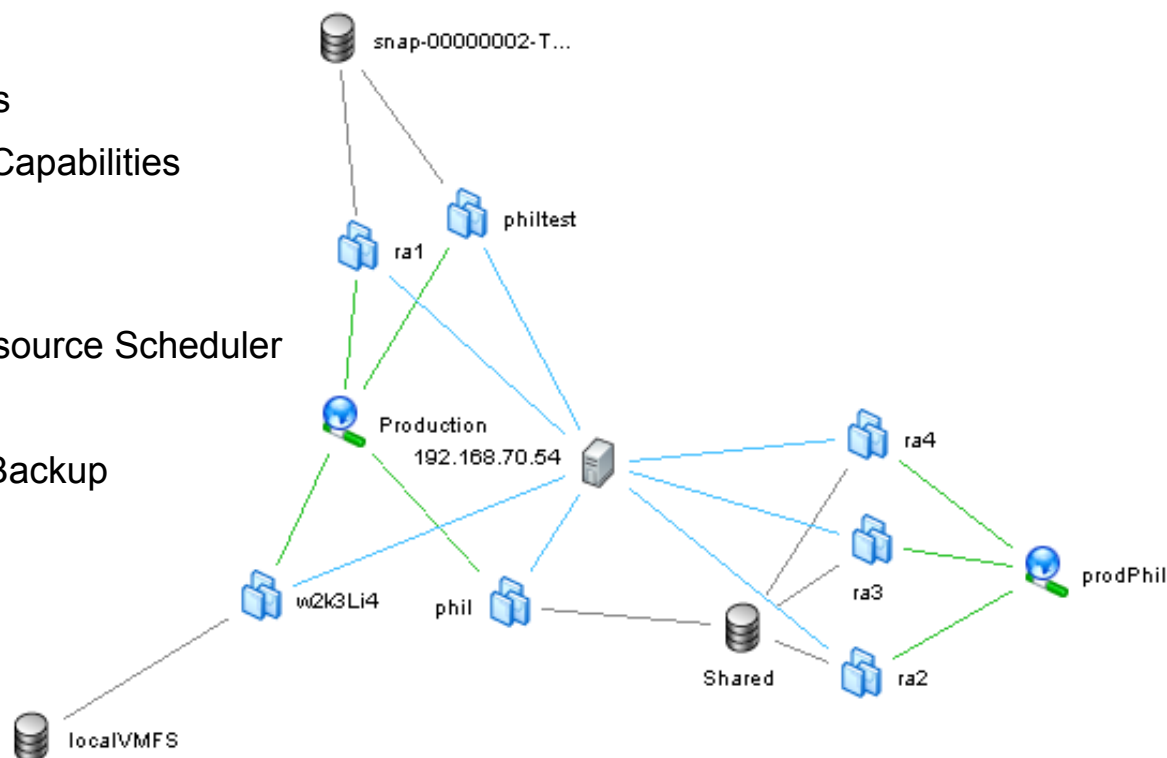 snap-00000002-T...
s
Capabilities
philtest
ra1
source Scheduler
Production
192.168.70.54
ra4
Backup
prodPhil
ra3
w2k3Li4
phil
Shared
ra2
localVMFS